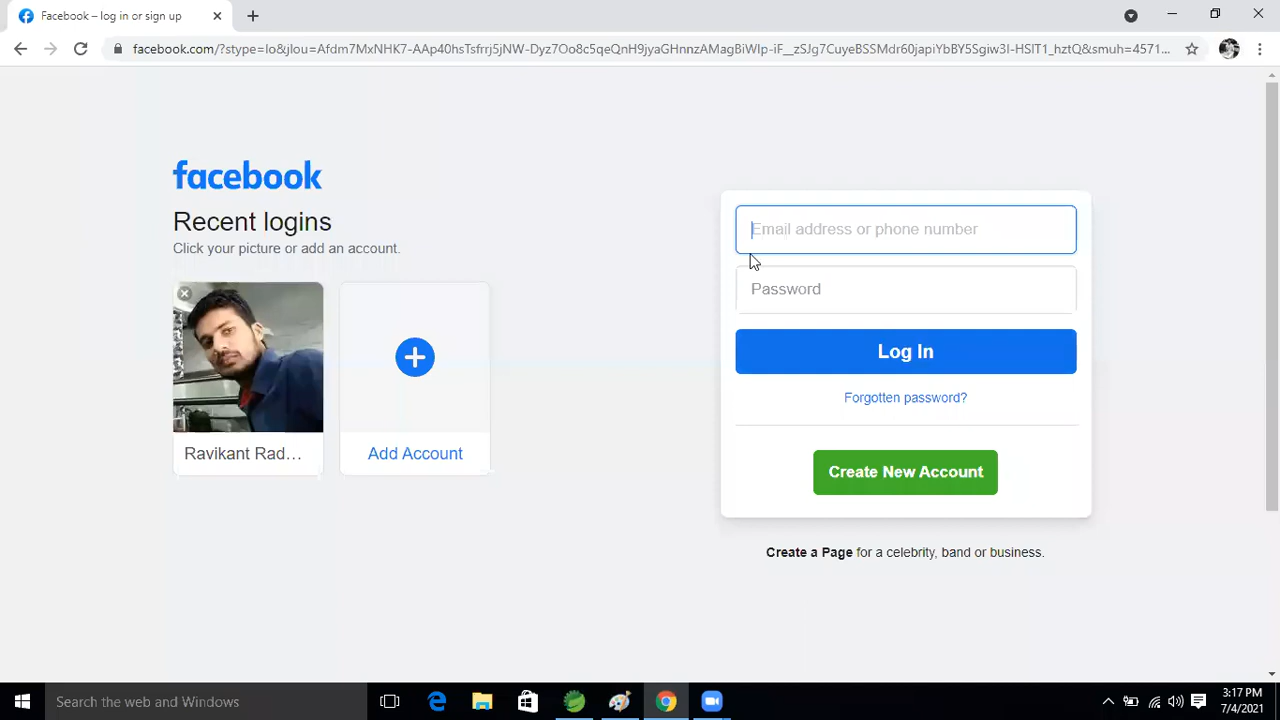 Facebook – log in or sign up
facebook.com/?stype=lo&jlou=Afdm7MxNHK7-AAp40hsTsfrrj5jNW-Dyz7Oo8c5qeQnH9jyaGHnnzAMagBiWIp-iF__zSJg7CuyeBSSMdr60japiYbBY5Sgiw3I-HSIT1_hztQ&smuh=4571...
facebook
Recent logins
Click your picture or add an account.
Ravikant Rad...
Add Account
Email address or phone number
Password
Log In
Forgotten password?
Create New Account
Create a Page for a celebrity, band or business.
Search the web and Windows
3:17 PM
7/4/2021